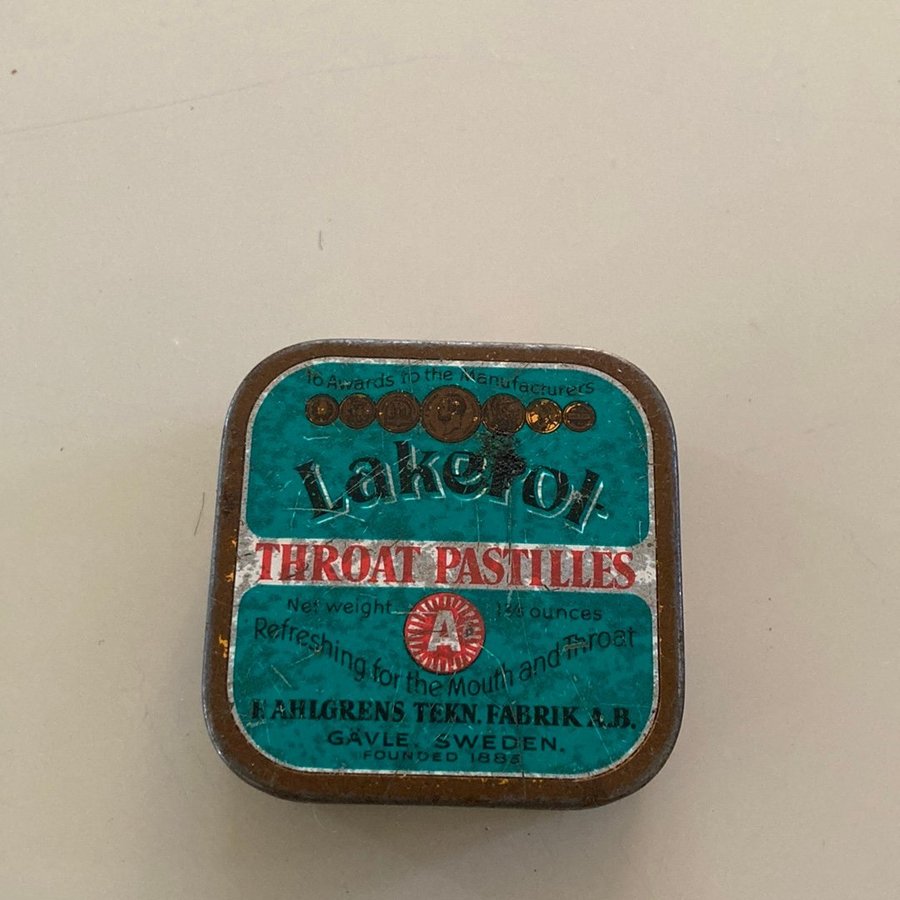 16 Awards to the Manufacturers
Lakerol
THROAT PASTILLES
Net weight ounces
A
Refreshing for the Mouth and Throat
F. AHLGRENS TEKN. FABRIK A.B.
GÄVLE, SWEDEN.
FOUNDED 1885